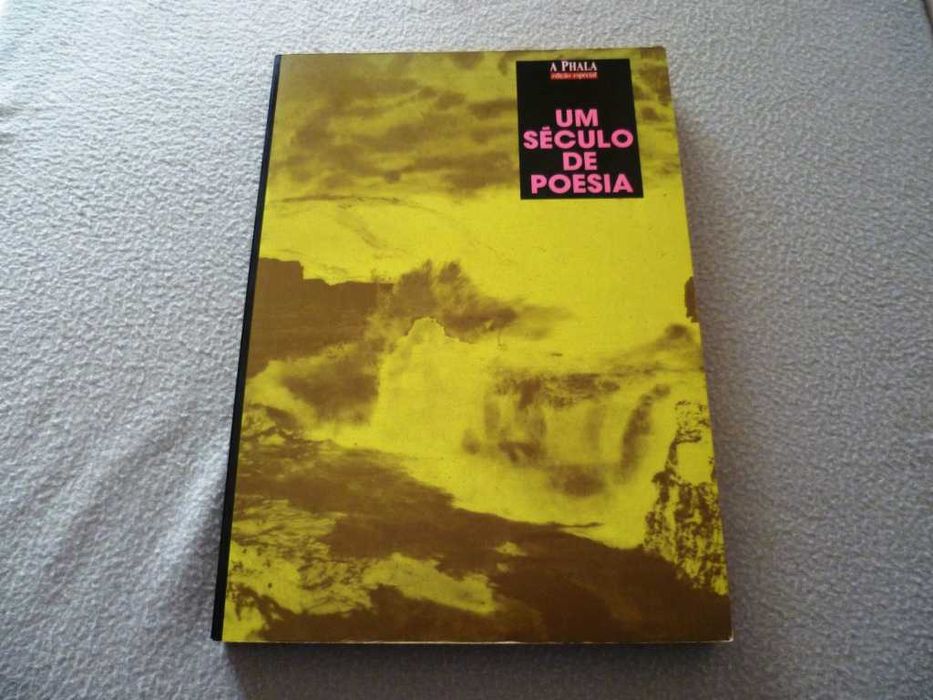 A PHALA
edição especial
UM
SÉCULO
DE
POESIA